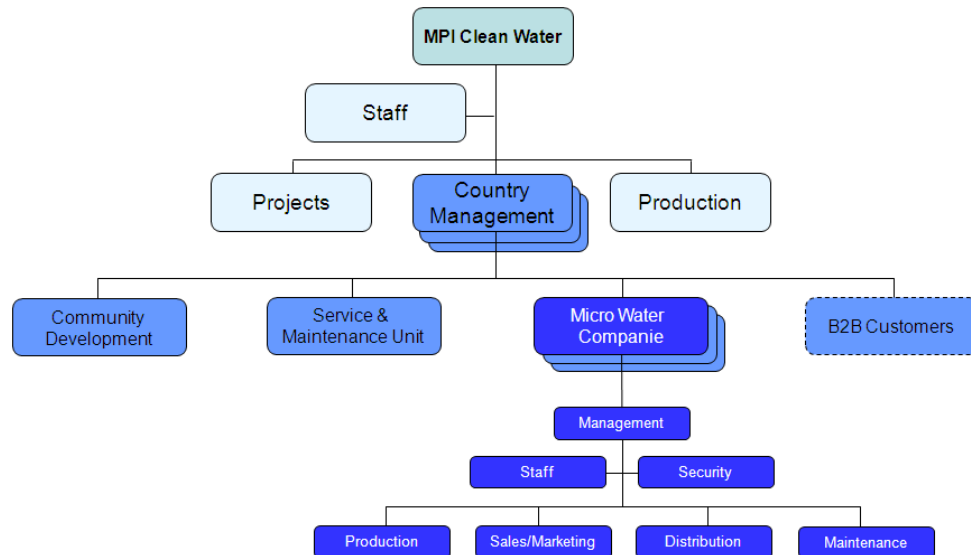 MPI Clean Water
Staff
Projects
Country
Management
Production
Community
Development
Service &
Maintenance Unit
Micro Water
Companie
B2B Customers
Management
Staff
Security
Production
Sales/Marketing
Distribution
Maintenance